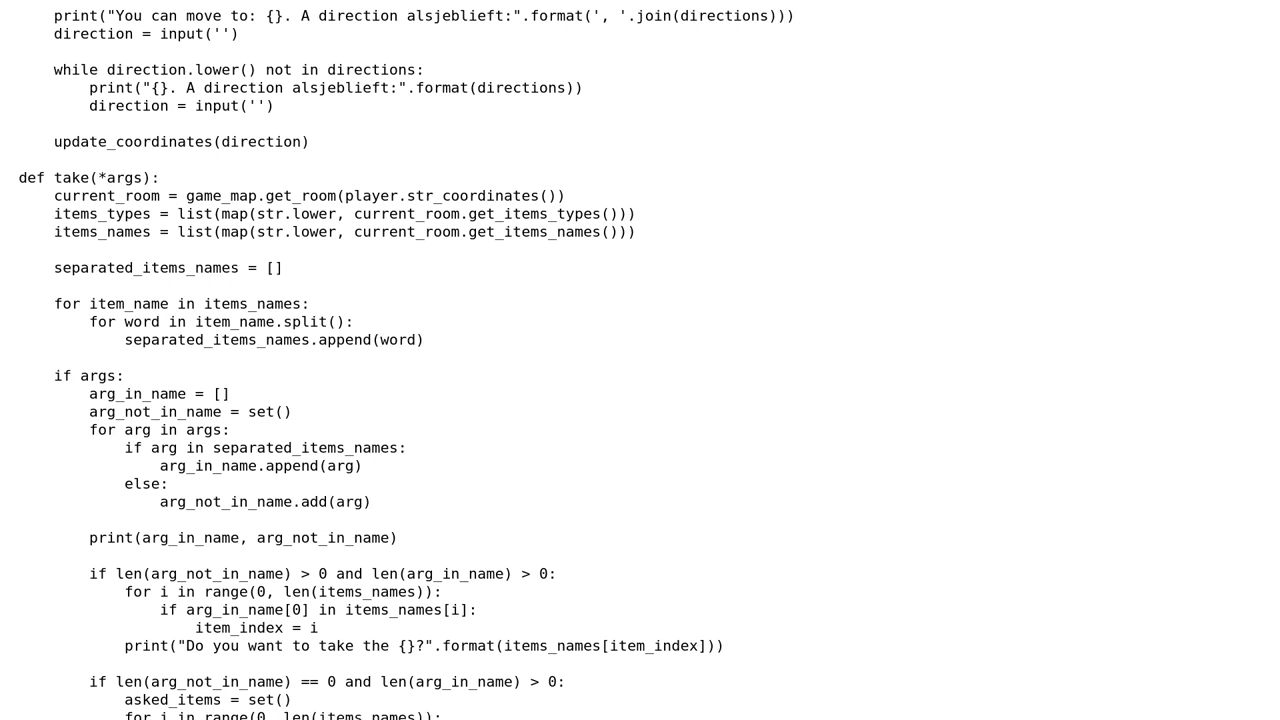 print("You can move to: {}. A direction alsjeblieft:".format(', '.join(directions)))
direction = input('')
while direction.lower() not in directions:
print("{}. A direction alsjeblieft:".format(directions))
direction = input('')
update_coordinates(direction)
def take(*args):
current_room = game_map.get_room(player.str_coordinates())
items_types = list(map(str.lower, current_room.get_items_types()))
items_names = list(map(str.lower, current_room.get_items_names()))
separated_items_names = []
for item_name in items_names:
for word in item_name.split():
separated_items_names.append(word)
if args:
arg_in_name = []
arg_not_in_name = set()
for arg in args:
if arg in separated_items_names:
arg_in_name.append(arg)
else:
arg_not_in_name.add(arg)
print(arg_in_name, arg_not_in_name)
if len(arg_not_in_name) > 0 and len(arg_in_name) > 0:
for i in range(0, len(items_names)):
if arg_in_name[0] in items_names[i]:
item_index = i
print("Do you want to take the {}?".format(items_names[item_index]))
if len(arg_not_in_name) == 0 and len(arg_in_name) > 0:
asked_items = set()
for i in range(0, len(items_names)):